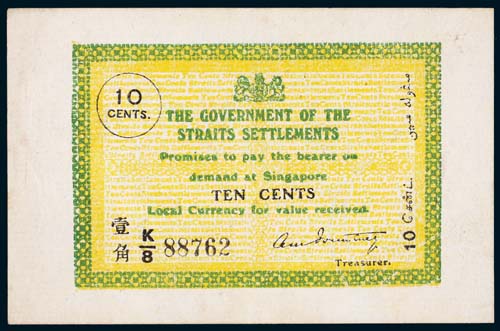 10
CENTS.
THE GOVERNMENT OF THE
STRAITS SETTLEMENTS
Promises to pay the bearer on
demand at Singapore
TEN CENTS
Local Currency for value received.
壹
角
K/8 88762
Treasurer.
10